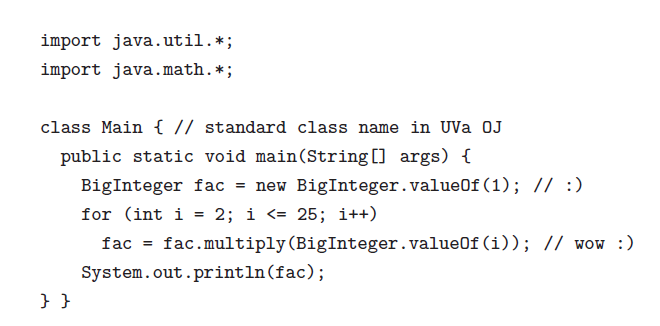 import java.util.*;
import java.math.*;
class Main { // standard class name in UVa OJ
public static void main(String[] args) {
BigInteger fac = new BigInteger.valueOf(1); // :)
for (int i = 2; i <= 25; i++)
fac = fac.multiply(BigInteger.valueOf(i)); // wow :)
System.out.println(fac);
} }